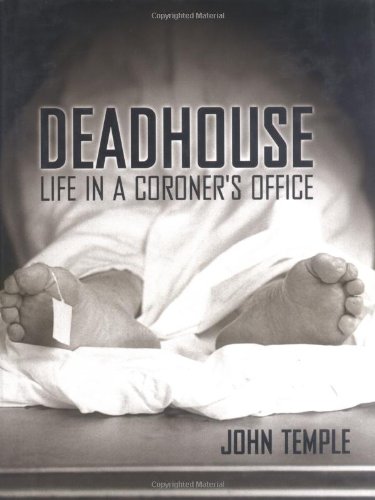 Copyrighted Material
DEADHOUSE
LIFE IN A CORONER'S OFFICE
JOHN TEMPLE
Copyrighted Material